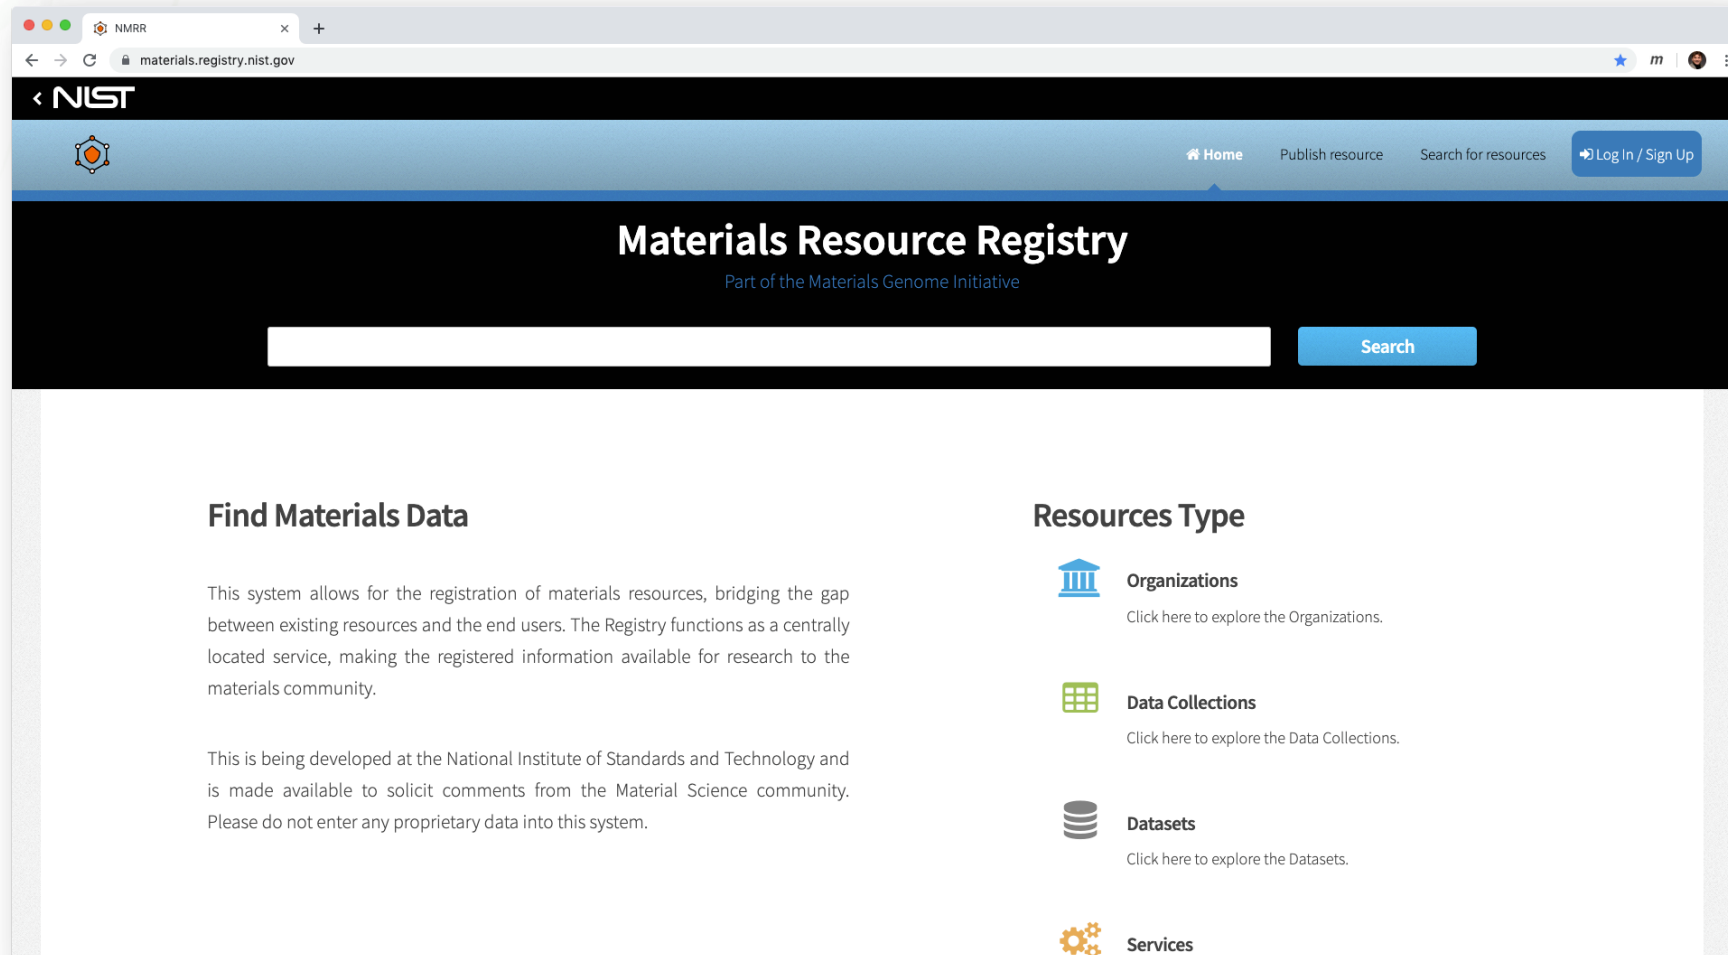 NMRR
materials.registry.nist.gov
m
NIST
Home
Publish resource
Search for resources
Log In / Sign Up
Materials Resource Registry
Part of the Materials Genome Initiative
Search
Find Materials Data
This system allows for the registration of materials resources, bridging the gap
between existing resources and the end users. The Registry functions as a centrally
located service, making the registered information available for research to the
materials community.
This is being developed at the National Institute of Standards and Technology and
is made available to solicit comments from the Material Science community.
Please do not enter any proprietary data into this system.
Resources Type
Organizations
Click here to explore the Organizations.
Data Collections
Click here to explore the Data Collections.
Datasets
Click here to explore the Datasets.
Services